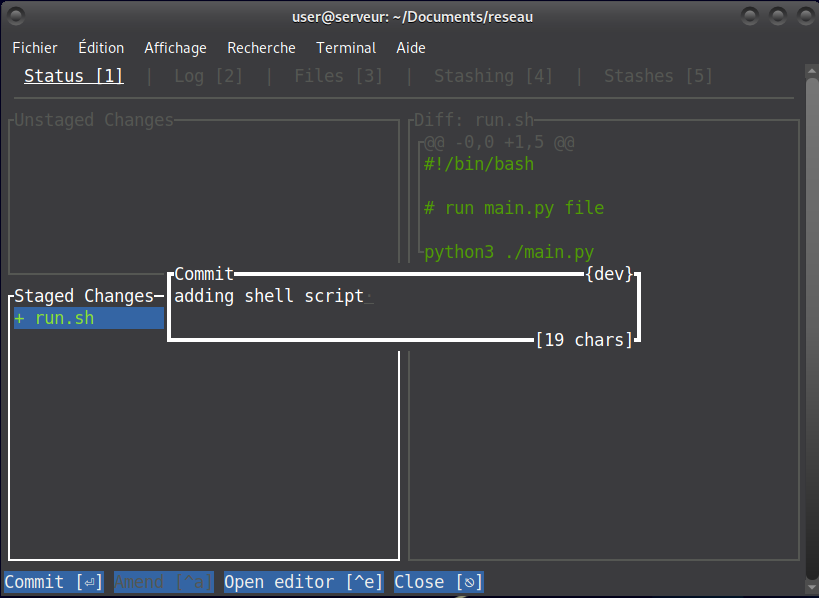 user@serveur: ~/Documents/reseau
Fichier Édition Affichage Recherche Terminal Aide
Status [1] | Log [2] | Files [3] | Stashing [4] | Stashes [5]
Unstaged Changes
Diff: run.sh
@@ -0,0 +1,5 @@
#!/bin/bash
# run main.py file
python3 ./main.py
Commit {dev}
adding shell script_
[19 chars]
Staged Changes
+ run.sh
Commit [⏎] Amend [^a] Open editor [^e] Close [⎋]